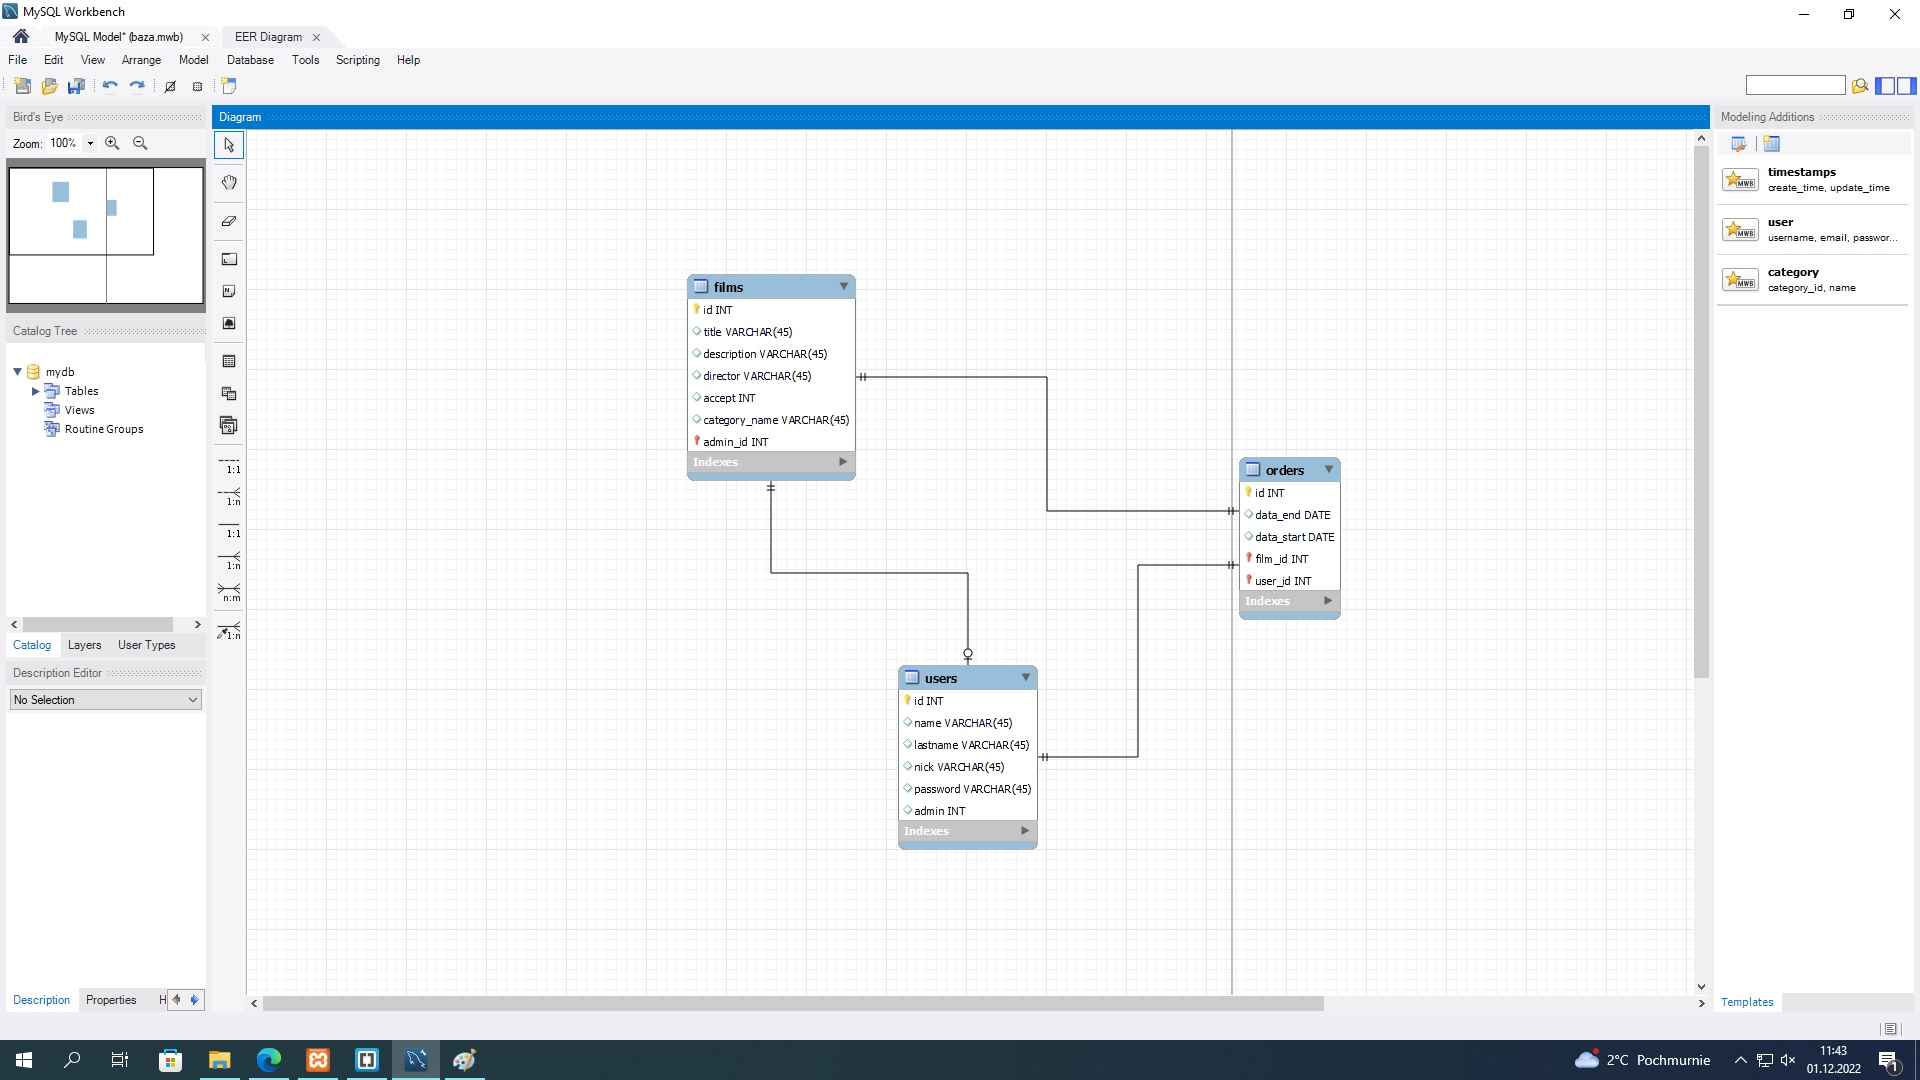 MySQL Workbench
MySQL Model* (baza.mwb)
EER Diagram
File Edit View Arrange Model Database Tools Scripting Help
Bird's Eye
Zoom: 100%
Catalog Tree
mydb
Tables
Views
Routine Groups
Catalog Layers User Types
Description Editor
No Selection
Description Properties H
Diagram
1:1
1:n
1:1
1:n
n:m
1:n
films
id INT
title VARCHAR(45)
description VARCHAR(45)
director VARCHAR(45)
accept INT
category_name VARCHAR(45)
admin_id INT
Indexes
orders
id INT
data_end DATE
data_start DATE
film_id INT
user_id INT
Indexes
users
id INT
name VARCHAR(45)
lastname VARCHAR(45)
nick VARCHAR(45)
password VARCHAR(45)
admin INT
Indexes
Modeling Additions
MWB
timestamps
create_time, update_time
MWB
user
username, email, passwor...
MWB
category
category_id, name
Templates
2°C Pochmurnie
11:43
01.12.2022
1